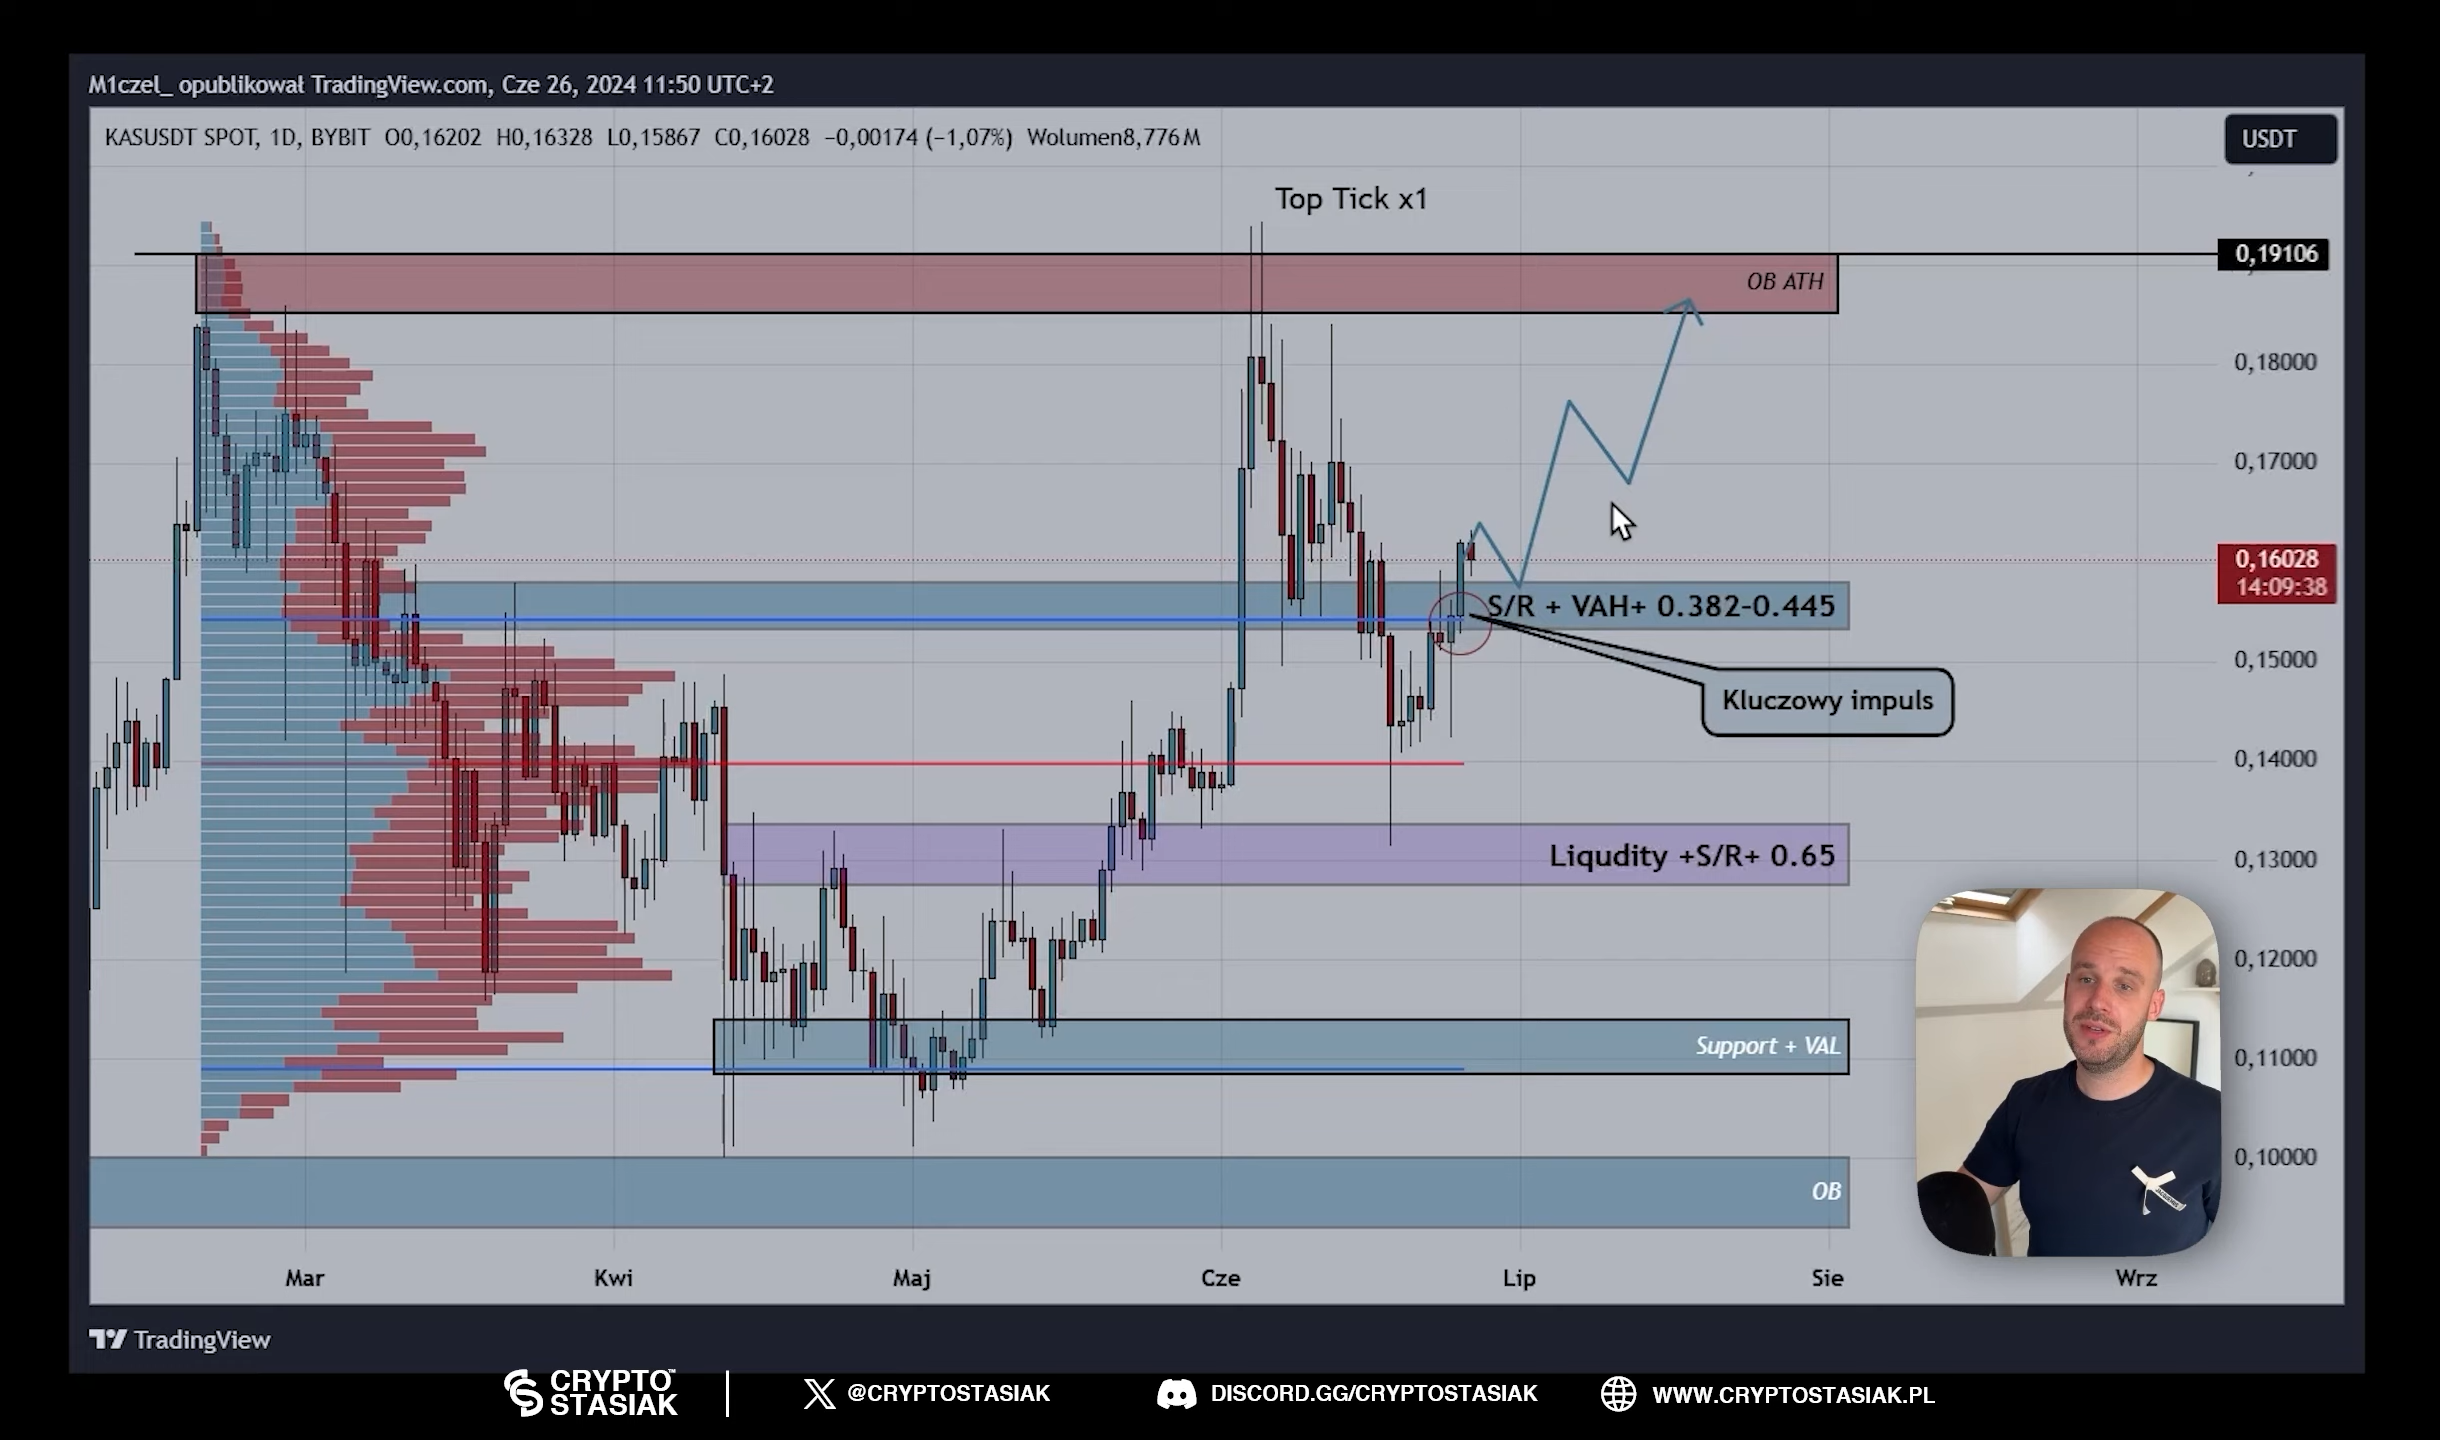 M1czel_ opublikował TradingView.com, Cze 26, 2024 11:50 UTC+2
KASUSDT SPOT, 1D, BYBIT O0,16202 H0,16328 L0,15867 C0,16028 −0,00174 (−1,07%) Wolumen8,776M
USDT
Top Tick x1
0,19106
OB ATH
0,18000
0,17000
0,16028
14:09:38
S/R + VAH+ 0.382-0.445
0,15000
Kluczowy impuls
0,14000
Liqudity +S/R+ 0.65
0,13000
0,12000
Support + VAL
0,11000
0,10000
OB
Mar Kwi Maj Cze Lip Sie Wrz
TradingView
CRYPTO™
STASIAK
@CRYPTOSTASIAK
DISCORD.GG/CRYPTOSTASIAK
WWW.CRYPTOSTASIAK.PL